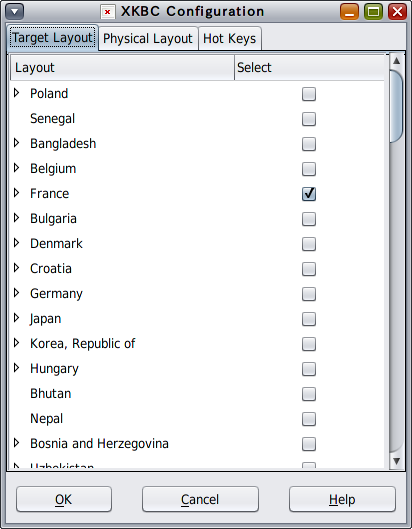 XKBC Configuration
Target Layout Physical Layout Hot Keys
Layout Select
Poland
Senegal
Bangladesh
Belgium
France
Bulgaria
Denmark
Croatia
Germany
Japan
Korea, Republic of
Hungary
Bhutan
Nepal
Bosnia and Herzegovina
Uzbekistan
OK Cancel Help